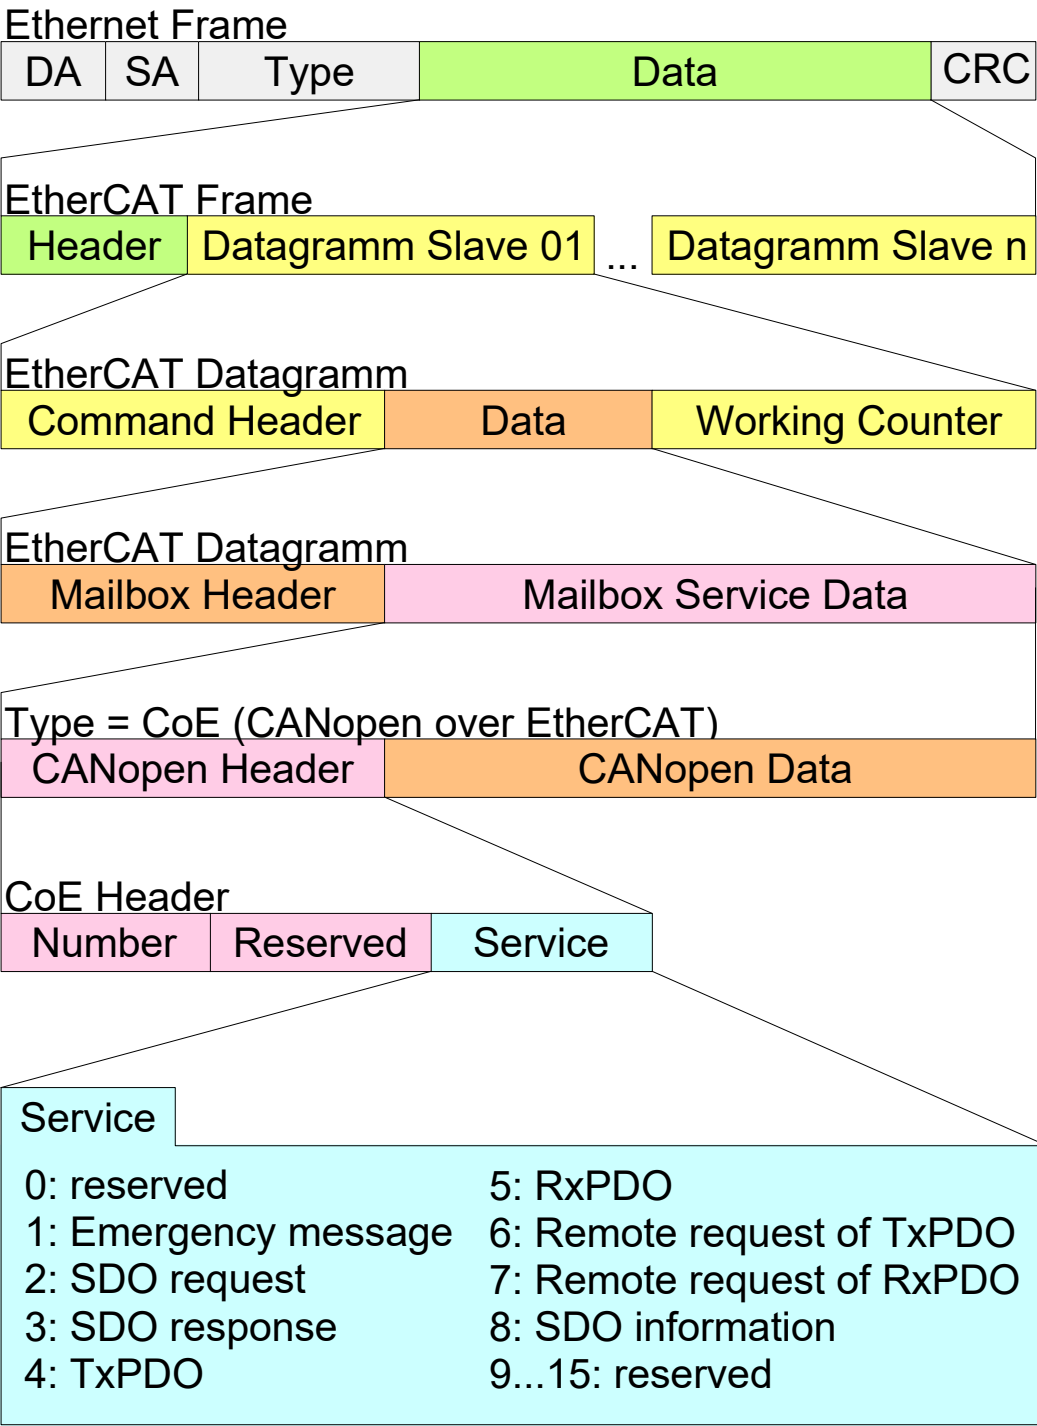 Ethernet Frame
DA SA Type Data CRC
EtherCAT Frame
Header Datagramm Slave 01 ... Datagramm Slave n
EtherCAT Datagramm
Command Header Data Working Counter
EtherCAT Datagramm
Mailbox Header Mailbox Service Data
Type = CoE (CANopen over EtherCAT)
CANopen Header CANopen Data
CoE Header
Number Reserved Service
Service
0: reserved
1: Emergency message
2: SDO request
3: SDO response
4: TxPDO
5: RxPDO
6: Remote request of TxPDO
7: Remote request of RxPDO
8: SDO information
9...15: reserved